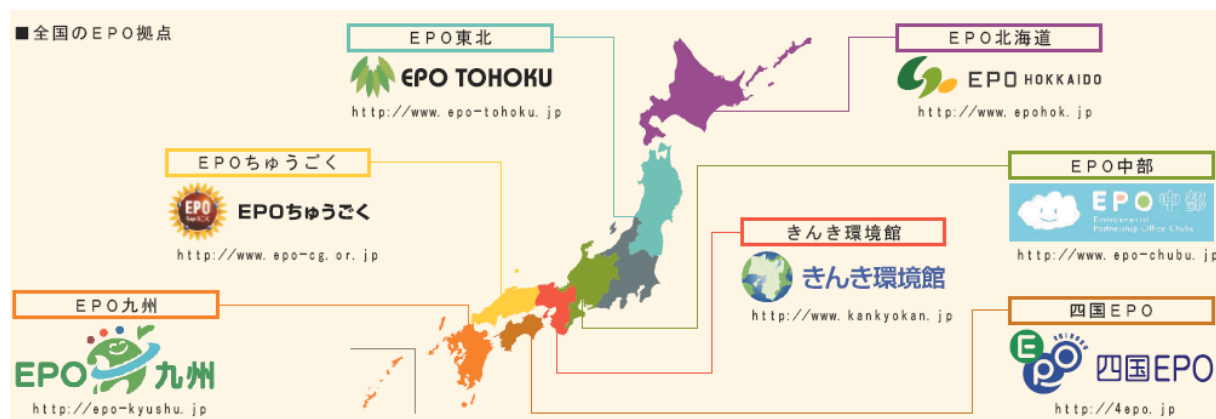 ■全国のEPO拠点
EPO東北
EPO TOHOKU
http://www.epo-tohoku.jp
EPO北海道
EPO HOKKAIDO
http://www.epohok.jp
EPOちゅうごく
EPO
EPOちゅうごく
http://www.epo-cg.or.jp
EPO中部
EPO中部
Environmental
Partnership Office Chubu
http://www.epo-chubu.jp
きんき環境館
きんき環境館
http://www.kankyokan.jp
EPO九州
EPO九州
http://epo-kyushu.jp
四国EPO
SHIKOKU
EPO
四国EPO
http://4epo.jp